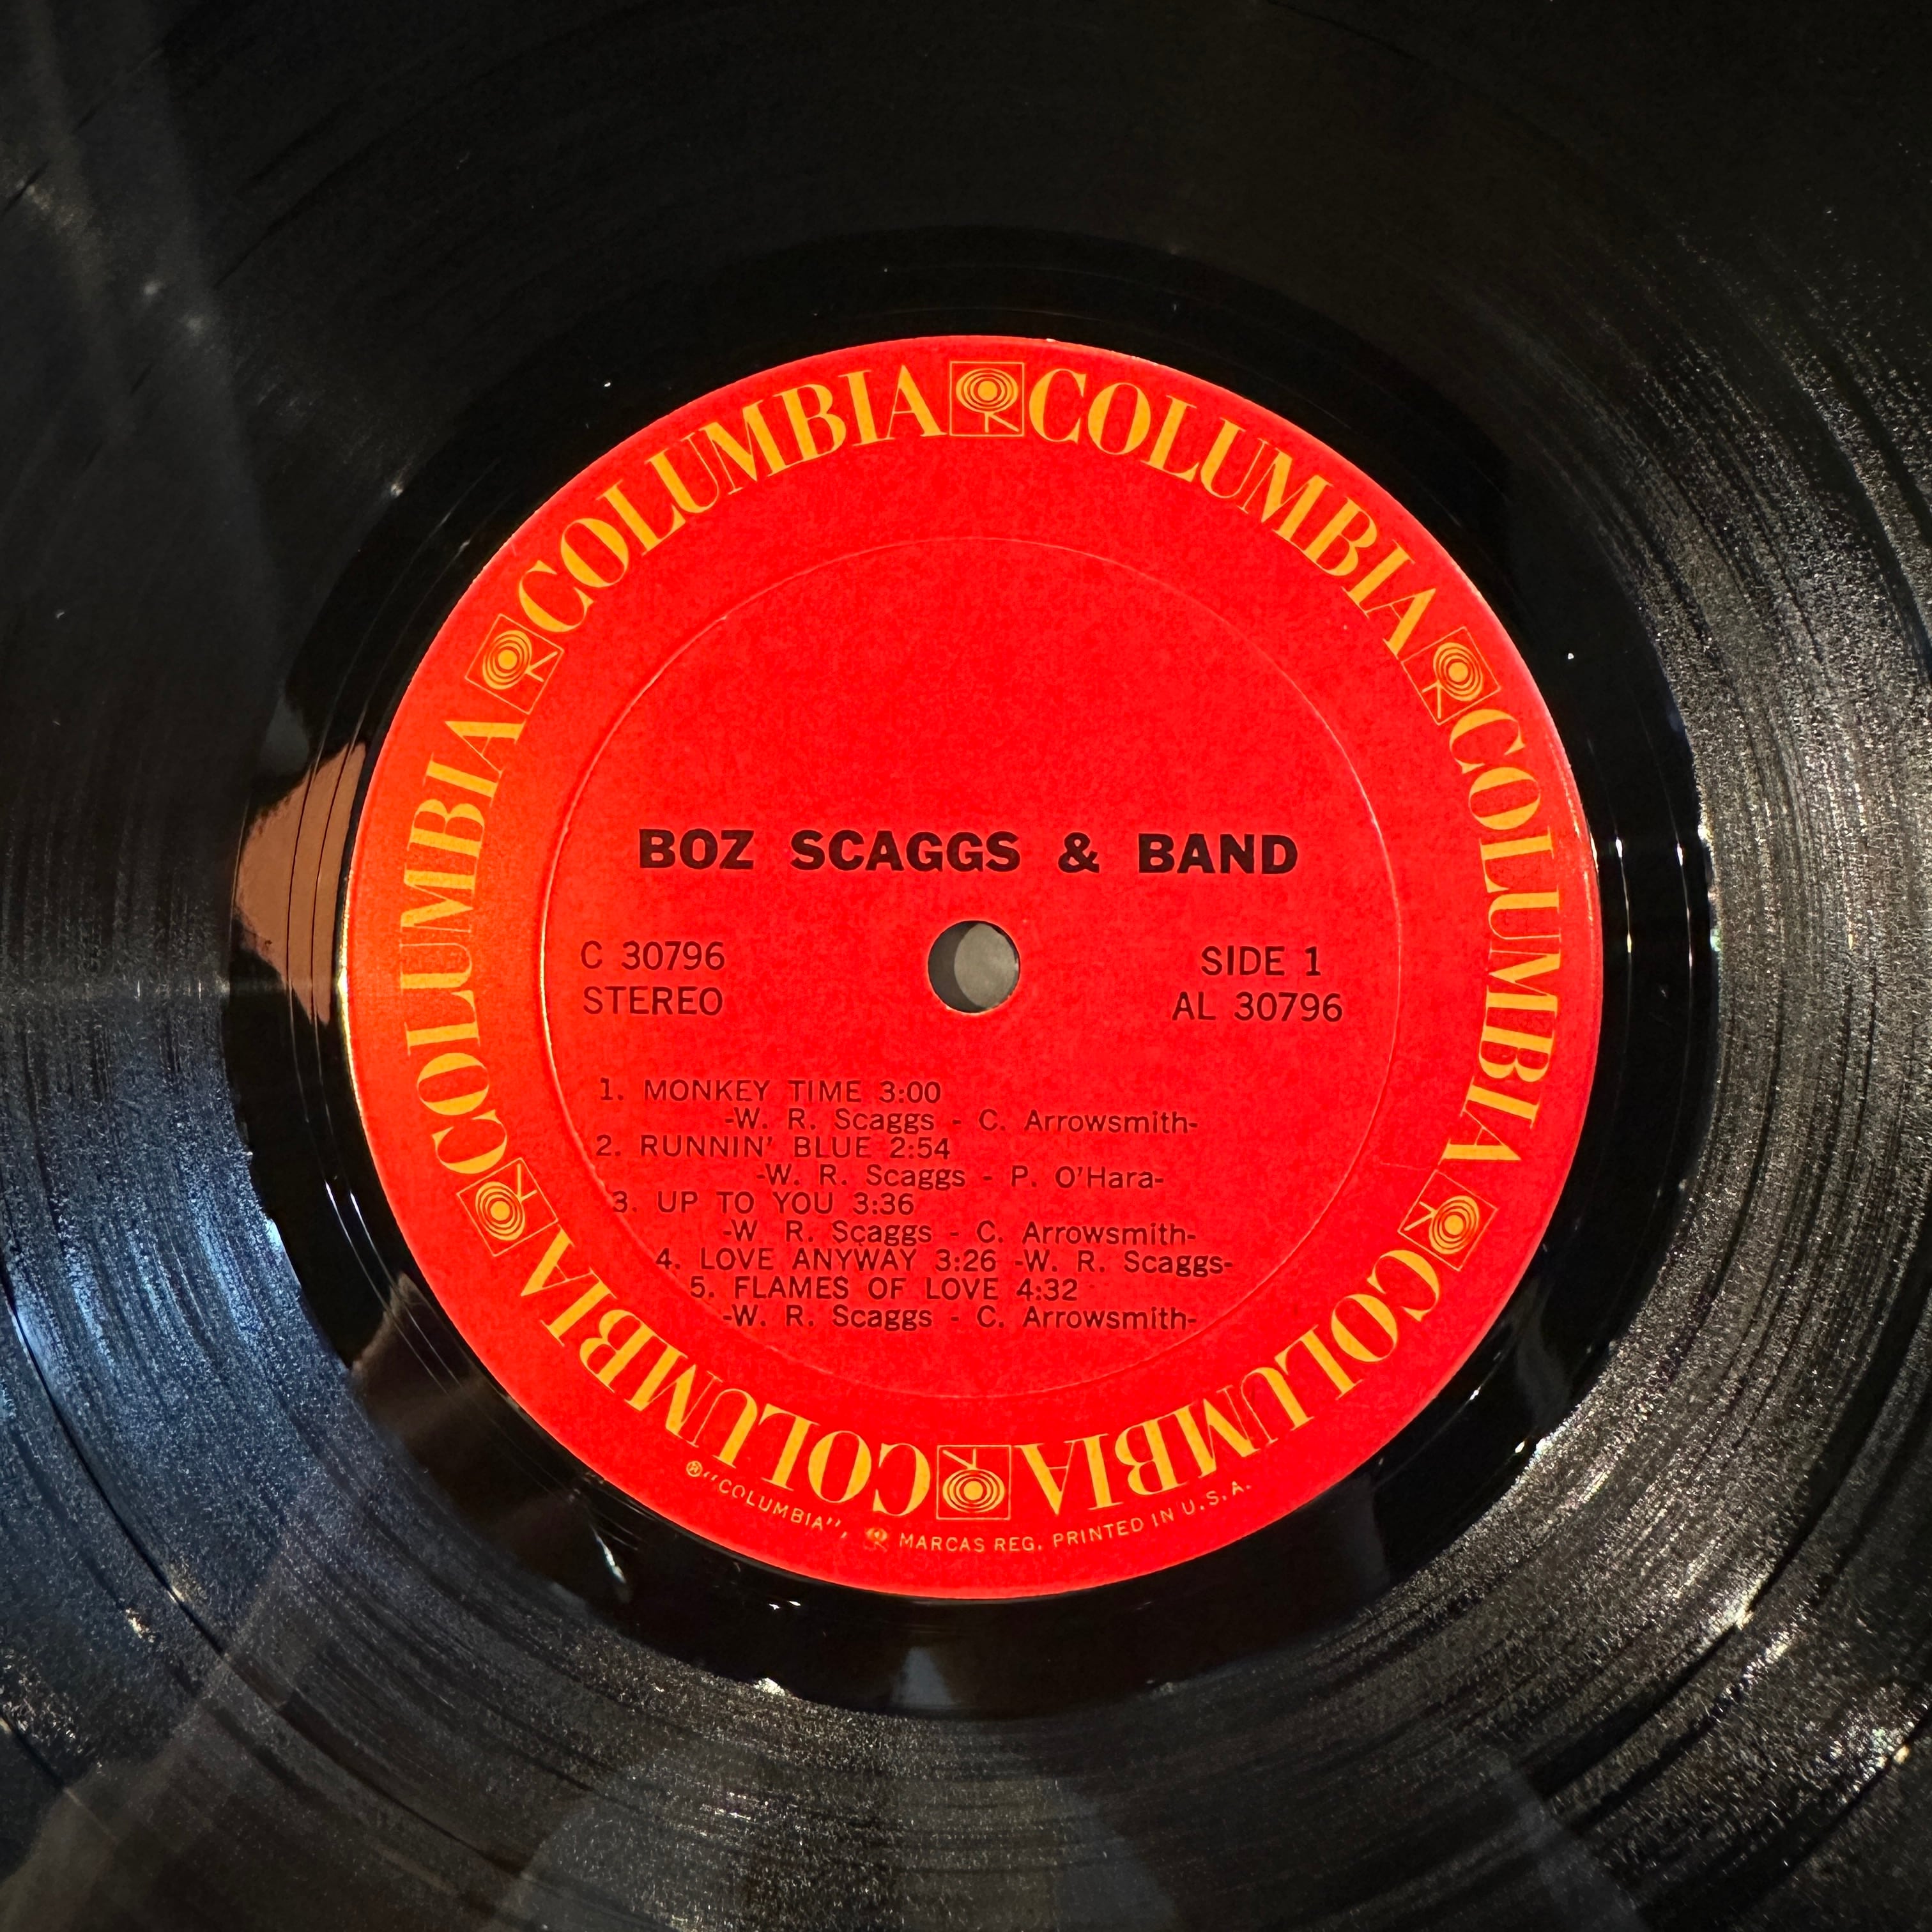 COLUMBIA COLUMBIA COLUMBIA COLUMBIA COLUMBIA COLUMBIA
BOZ SCAGGS & BAND
C 30796
STEREO
SIDE 1
AL 30796
1. MONKEY TIME 3:00
-W. R. Scaggs - C. Arrowsmith-
2. RUNNIN' BLUE 2:54
-W. R. Scaggs - P. O'Hara-
3. UP TO YOU 3:36
-W R. Scaggs - C. Arrowsmith-
4. LOVE ANYWAY 3:26 -W. R. Scaggs-
5. FLAMES OF LOVE 4:32
-W. R. Scaggs - C. Arrowsmith-
® "COLUMBIA", MARCAS REG. PRINTED IN U.S.A.